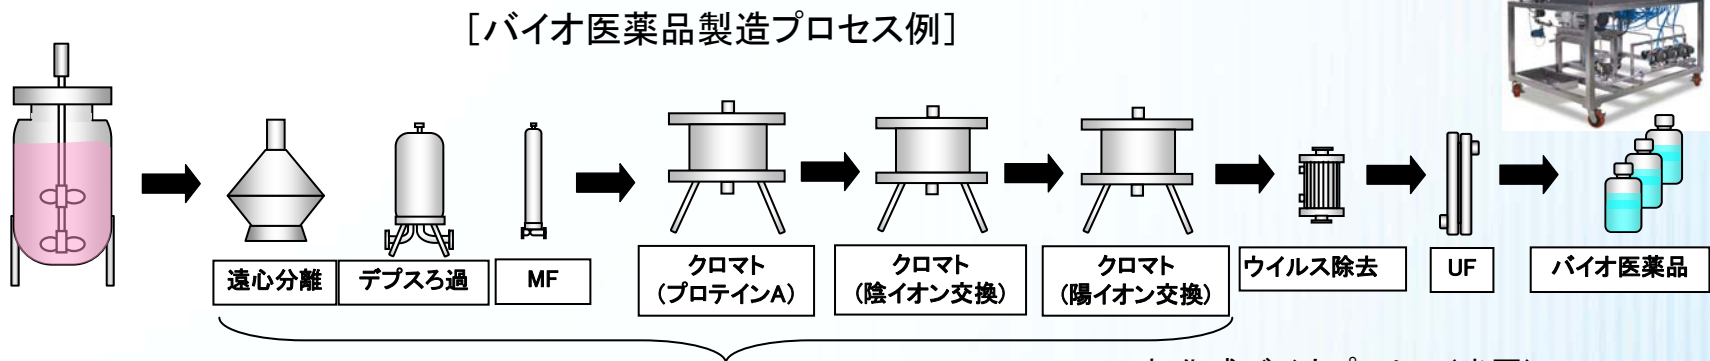 [バイオ医薬品製造プロセス例]
遠心分離
デプスろ過
MF
クロマト
(プロテインA)
クロマト
(陰イオン交換)
クロマト
(陽イオン交換)
ウイルス除去
UF
バイオ医薬品